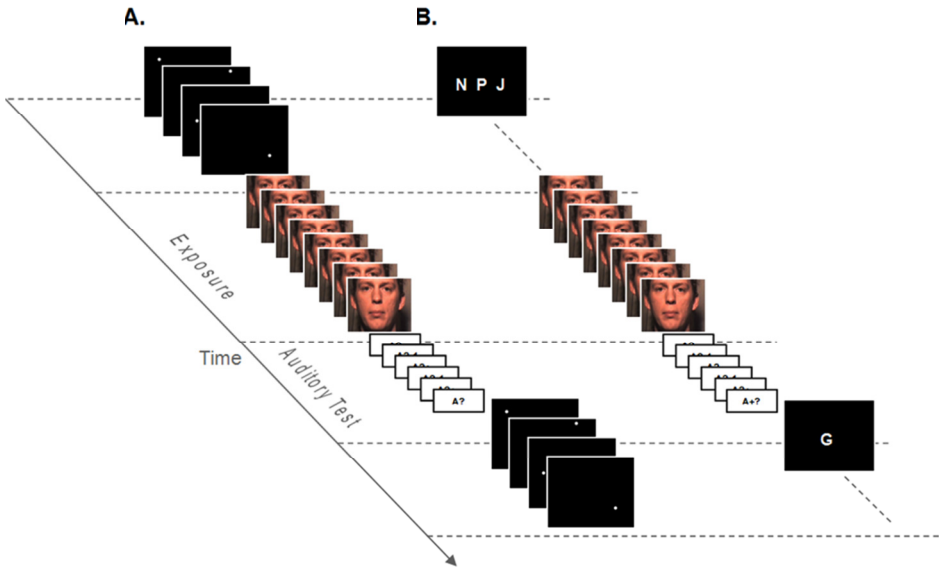 A.
B.
N P J
Exposure
Time
Auditory Test
A?
A+?
G